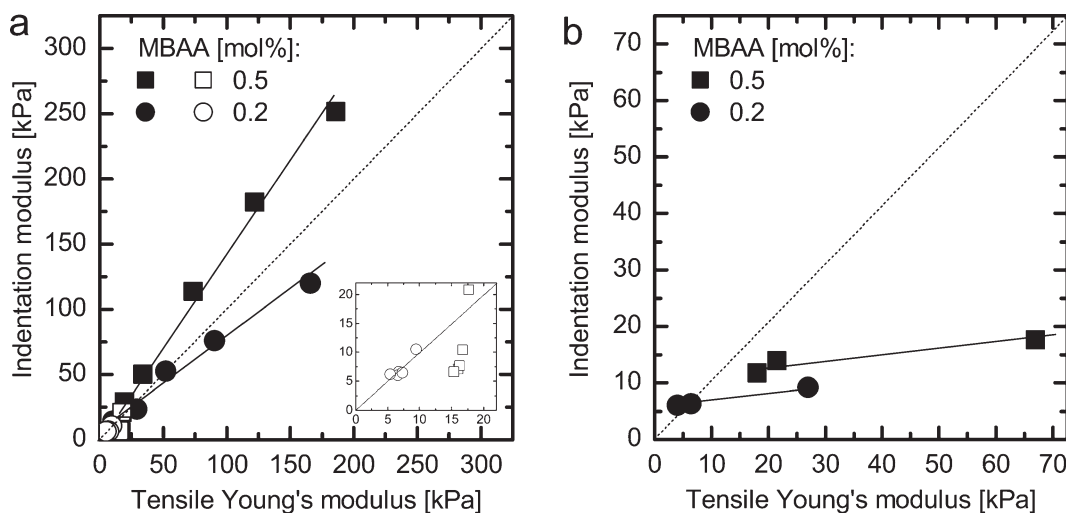 a
MBAA [mol%]:
0.5
0.2
Indentation modulus [kPa]
300
250
200
150
100
50
0
0 50 100 150 200 250 300
Tensile Young's modulus [kPa]
20
15
10
5
0
0 5 10 15 20
b
MBAA [mol%]:
0.5
0.2
Indentation modulus [kPa]
70
60
50
40
30
20
10
0
0 10 20 30 40 50 60 70
Tensile Young's modulus [kPa]